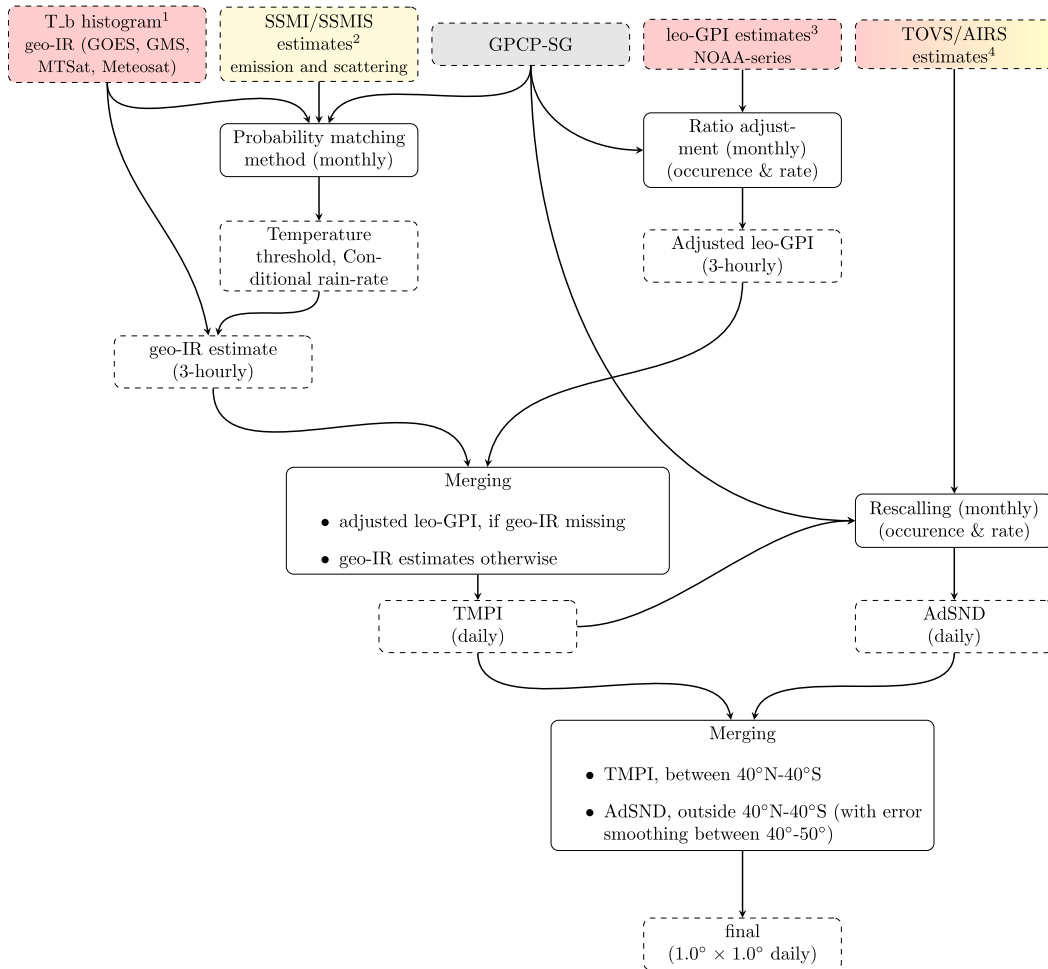 T_b histogram¹
geo-IR (GOES, GMS,
MTSat, Meteosat)
SSMI/SSMIS
estimates²
emission and scattering
GPCP-SG
leo-GPI estimates³
NOAA-series
TOVS/AIRS
estimates⁴
Probability matching
method (monthly)
Ratio adjust-
ment (monthly)
(occurence & rate)
Temperature
threshold, Con-
ditional rain-rate
Adjusted leo-GPI
(3-hourly)
geo-IR estimate
(3-hourly)
Merging
• adjusted leo-GPI, if geo-IR missing
• geo-IR estimates otherwise
Rescalling (monthly)
(occurence & rate)
TMPI
(daily)
AdSND
(daily)
Merging
• TMPI, between 40°N-40°S
• AdSND, outside 40°N-40°S (with error
smoothing between 40°-50°)
final
(1.0° × 1.0° daily)